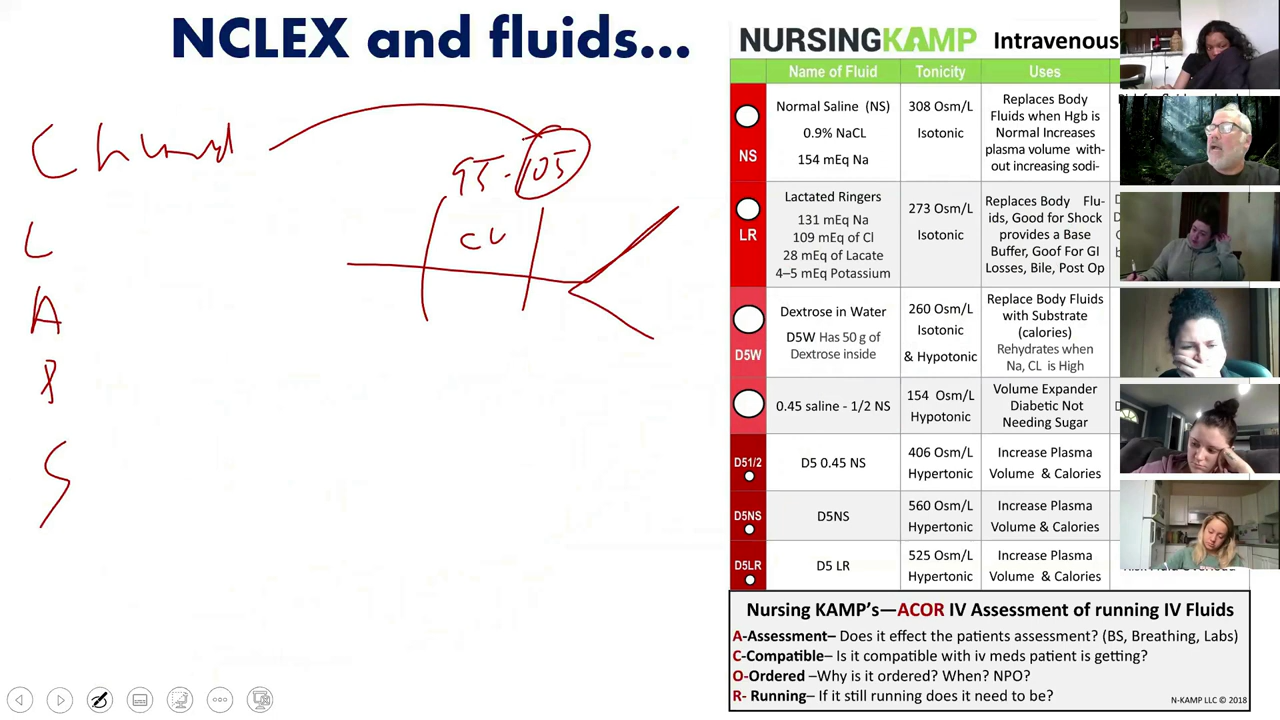 NCLEX and fluids...
C
L
A
P
S
95-105
CL
NURSINGKAMP Intravenous
Name of Fluid Tonicity Uses
NS Normal Saline (NS) 308 Osm/L Replaces Body
0.9% NaCl Isotonic Fluids when Hgb is
154 mEq Na Normal Increases
plasma volume with-
out increasing sodi-
LR Lactated Ringers 273 Osm/L Replaces Body Flu-
131 mEq Na Isotonic ids, Good for Shock
109 mEq of Cl provides a Base
28 mEq of Lacate Buffer, Goof For GI
4–5 mEq Potassium Losses, Bile, Post Op
D5W Dextrose in Water 260 Osm/L Replace Body Fluids
D5W Has 50 g of Isotonic with Substrate
Dextrose inside & Hypotonic (calories)
Rehydrates when
Na, CL is High
0.45 saline - 1/2 NS 154 Osm/L Volume Expander
Hypotonic Diabetic Not
Needing Sugar
D51/2 D5 0.45 NS 406 Osm/L Increase Plasma
Hypertonic Volume & Calories
D5NS D5NS 560 Osm/L Increase Plasma
Hypertonic Volume & Calories
D5LR D5 LR 525 Osm/L Increase Plasma
Hypertonic Volume & Calories
Nursing KAMP's—ACOR IV Assessment of running IV Fluids
A-Assessment– Does it effect the patients assessment? (BS, Breathing, Labs)
C-Compatible– Is it compatible with iv meds patient is getting?
O-Ordered –Why is it ordered? When? NPO?
R- Running– If it still running does it need to be?
N-KAMP LLC © 2018